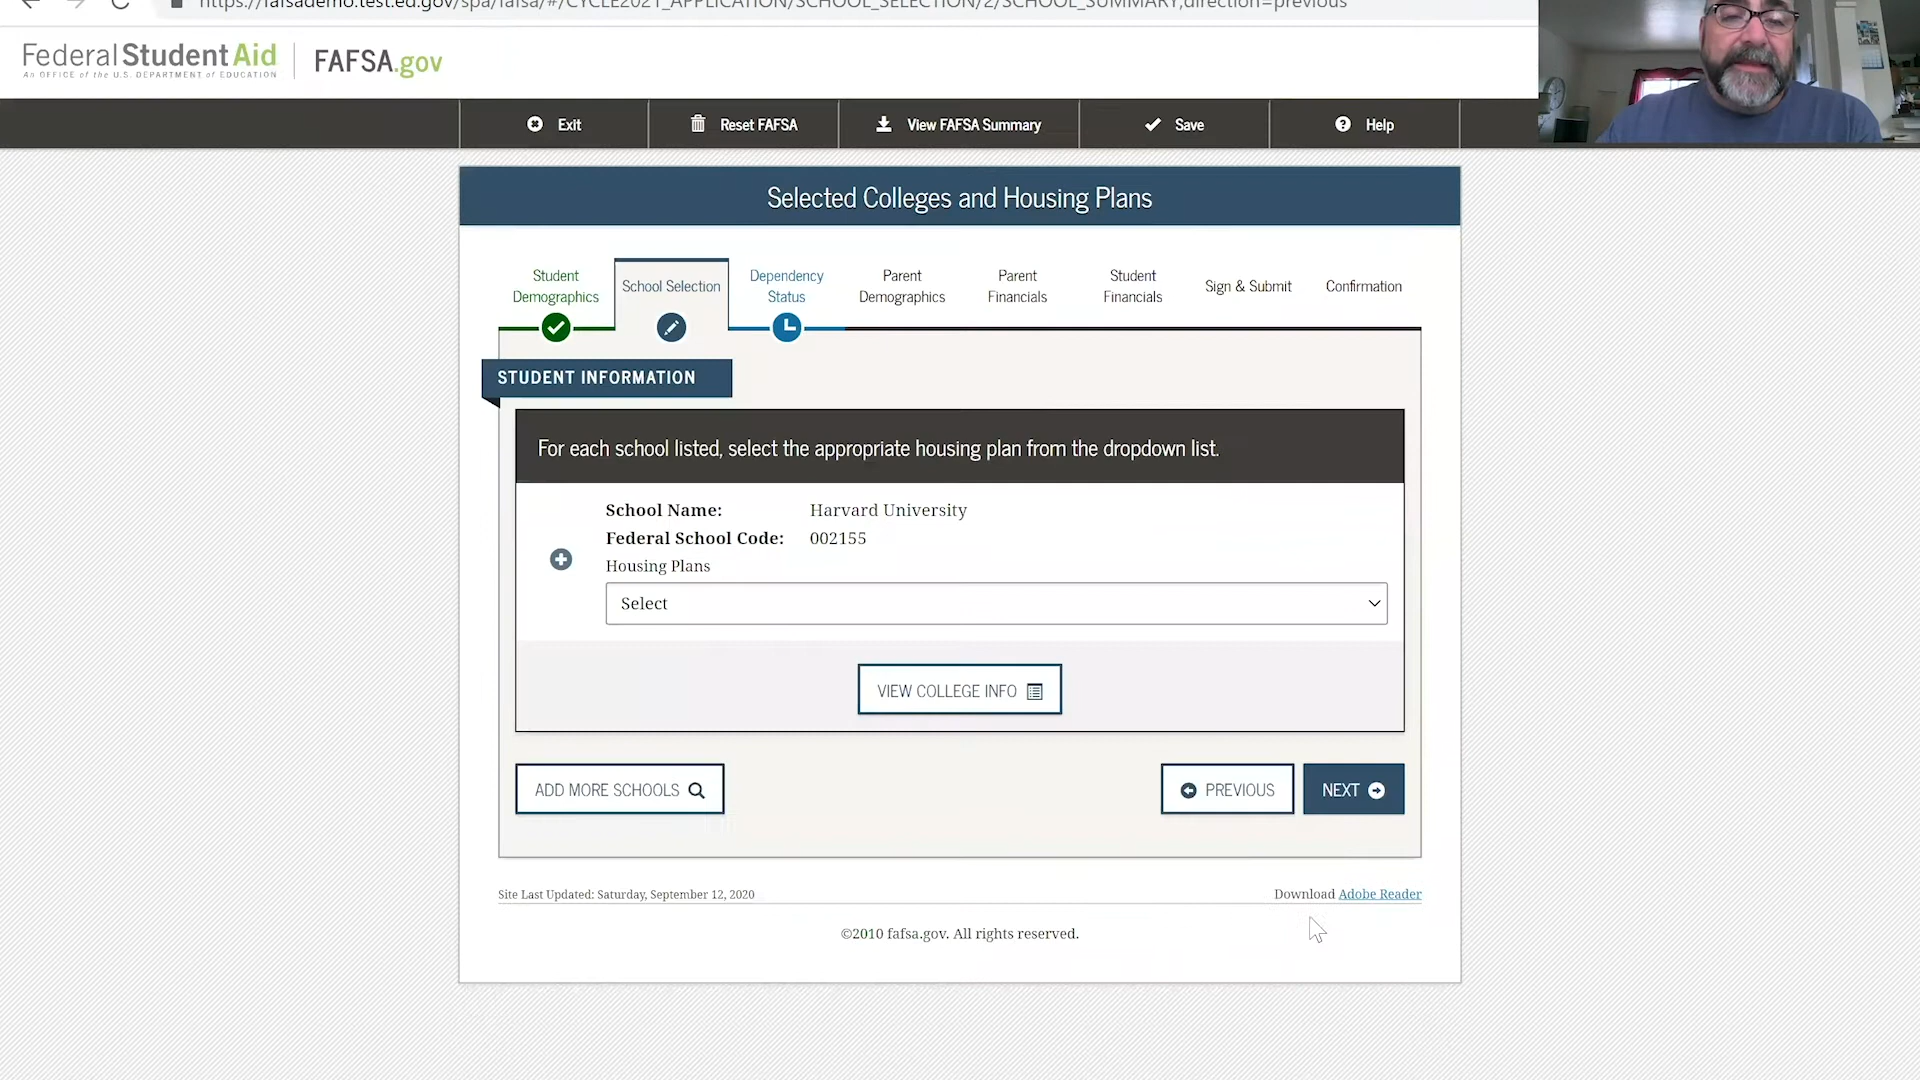 https://fafsademo.test.ed.gov/spa/fafsa/#/CYCLE2021_APPLICATION/SCHOOL_SELECTION/2/SCHOOL_SUMMARY;direction=previous
Federal StudentAid
An OFFICE of the U.S. DEPARTMENT of EDUCATION
FAFSA.gov
Exit
Reset FAFSA
View FAFSA Summary
Save
Help
Selected Colleges and Housing Plans
Student
Demographics
School Selection
Dependency
Status
Parent
Demographics
Parent
Financials
Student
Financials
Sign & Submit
Confirmation
STUDENT INFORMATION
For each school listed, select the appropriate housing plan from the dropdown list.
School Name: Harvard University
Federal School Code: 002155
Housing Plans
Select
VIEW COLLEGE INFO
ADD MORE SCHOOLS
PREVIOUS
NEXT
Site Last Updated: Saturday, September 12, 2020
Download Adobe Reader
©2010 fafsa.gov. All rights reserved.